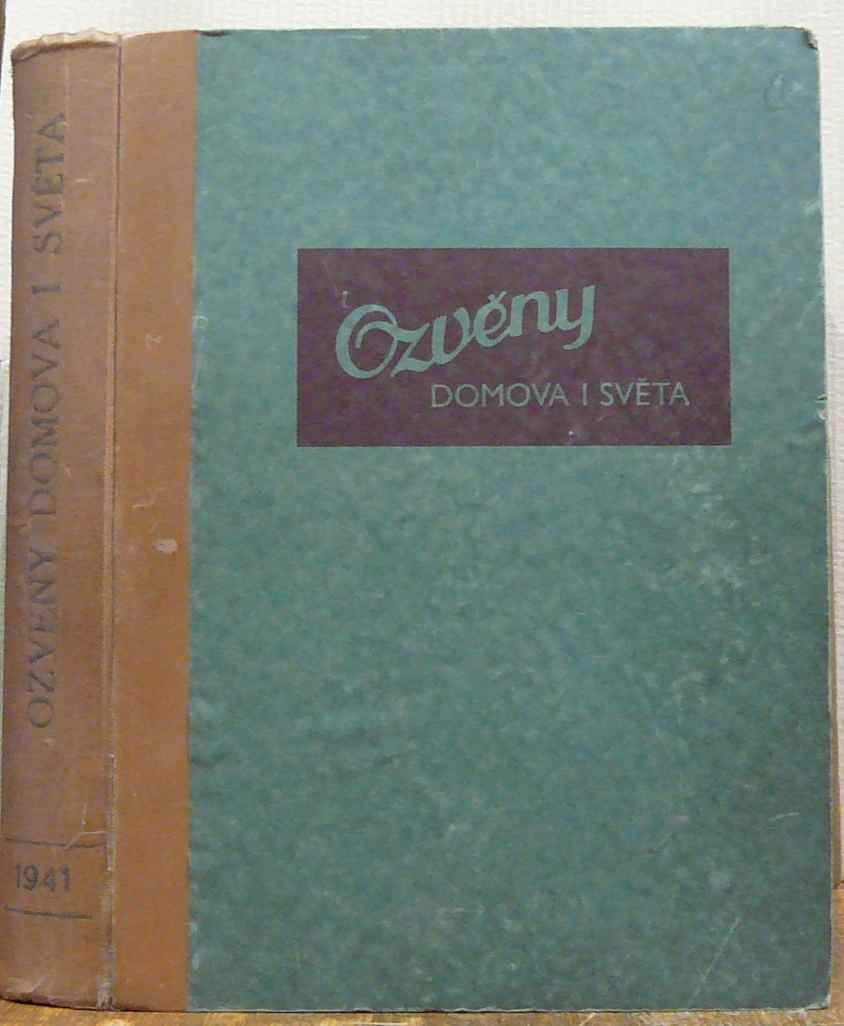 Ozvěny
DOMOVA I SVĚTA
OZVĚNY DOMOVA I SVĚTA
1941